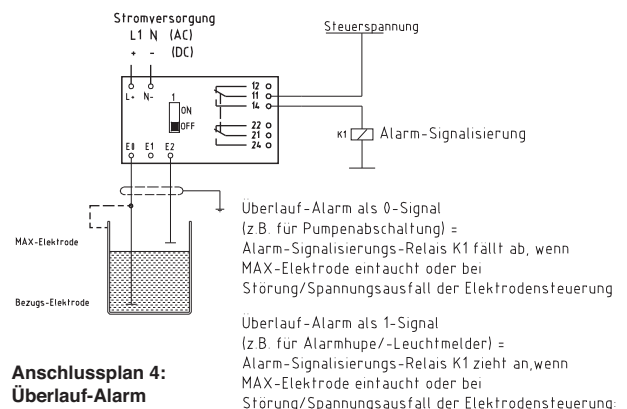 Stromversorgung
L1 N (AC)
+ - (DC)
Steuerspannung
L+ N-
1
ON
OFF
12
11
14
22
21
24
E0 E1 E2
K1
Alarm-Signalisierung
MAX-Elektrode
Bezugs-Elektrode
Überlauf-Alarm als 0-Signal
(z.B. für Pumpenabschaltung) =
Alarm-Signalisierungs-Relais K1 fällt ab, wenn
MAX-Elektrode eintaucht oder bei
Störung/Spannungsausfall der Elektrodensteuerung
Überlauf-Alarm als 1-Signal
(z.B. für Alarmhupe/-Leuchtmelder) =
Alarm-Signalisierungs-Relais K1 zieht an,wenn
MAX-Elektrode eintaucht oder bei
Störung/Spannungsausfall der Elektrodensteuerung:
Anschlussplan 4:
Überlauf-Alarm